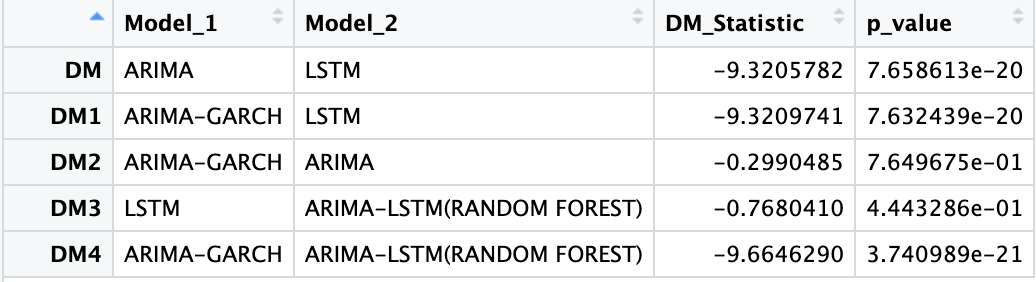 Model_1 Model_2 DM_Statistic p_value
DM ARIMA LSTM -9.3205782 7.658613e-20
DM1 ARIMA-GARCH LSTM -9.3209741 7.632439e-20
DM2 ARIMA-GARCH ARIMA -0.2990485 7.649675e-01
DM3 LSTM ARIMA-LSTM(RANDOM FOREST) -0.7680410 4.443286e-01
DM4 ARIMA-GARCH ARIMA-LSTM(RANDOM FOREST) -9.6646290 3.740989e-21